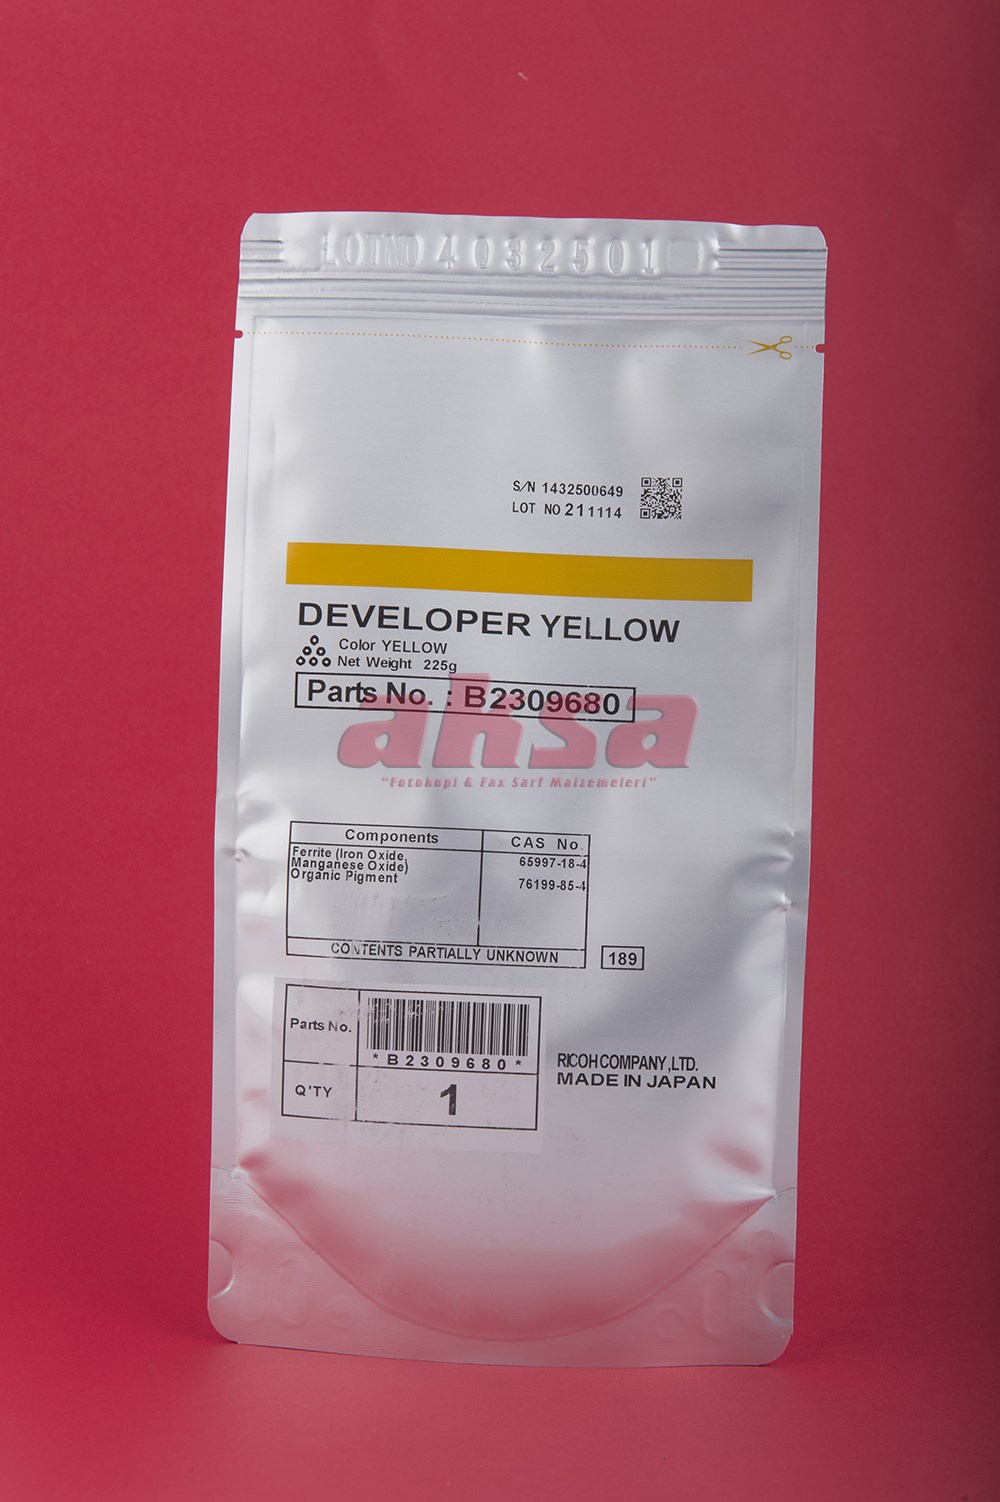 LOTNO 4032501
S/N 1432500649
LOT NO 211114
DEVELOPER YELLOW
Color YELLOW
Net Weight 225g
Parts No. : B2309680
aksa
"Fotokopi & Fax Sarf Malzemeleri"
Components CAS No.
Ferrite (Iron Oxide, 65997-18-4
Manganese Oxide)
Organic Pigment 76199-85-4
CONTENTS PARTIALLY UNKNOWN
189
Parts No.
*B2309680*
Q'TY 1
RICOH COMPANY,LTD.
MADE IN JAPAN